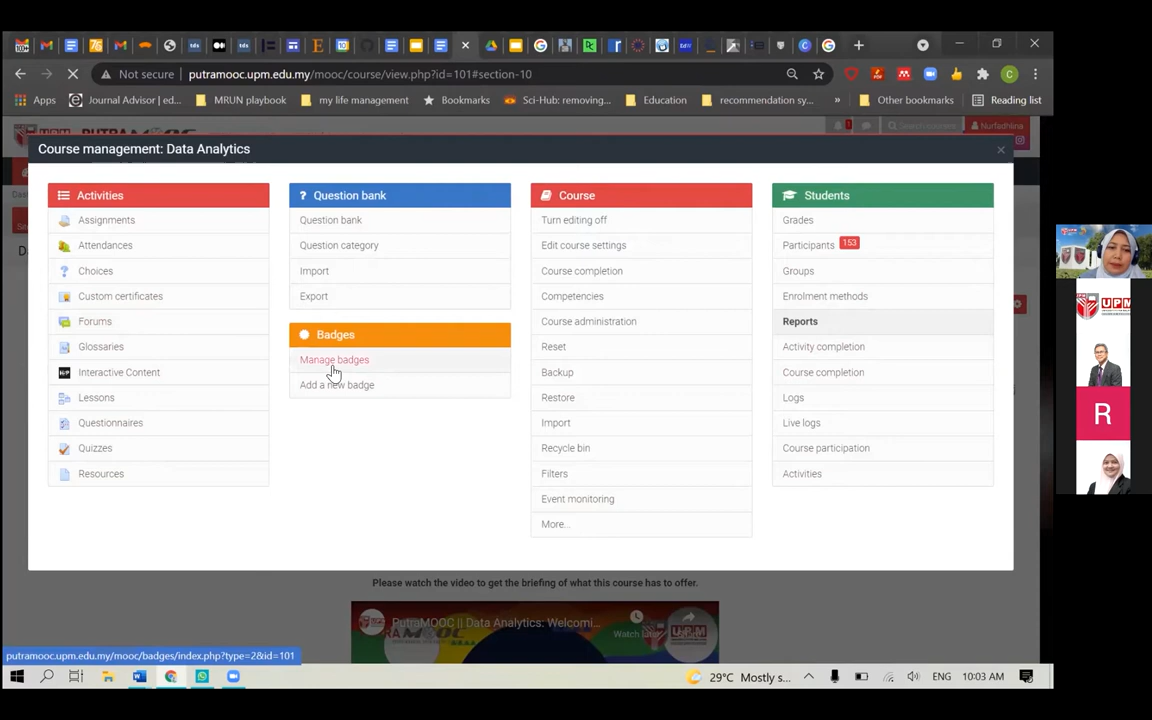 Not secure putramooc.upm.edu.my/mooc/course/view.php?id=101#section-10
Apps Journal Advisor | ed... MRUN playbook my life management Bookmarks Sci-Hub: removing... Education recommendation sy... » Other bookmarks Reading list
Nurfadhlina
Course management: Data Analytics
Activities
Assignments
Attendances
Choices
Custom certificates
Forums
Glossaries
Interactive Content
Lessons
Questionnaires
Quizzes
Resources
Question bank
Question bank
Question category
Import
Export
Badges
Manage badges
Add a new badge
Course
Turn editing off
Edit course settings
Course completion
Competencies
Course administration
Reset
Backup
Restore
Import
Recycle bin
Filters
Event monitoring
More...
Students
Grades
Participants 153
Groups
Enrolment methods
Reports
Activity completion
Course completion
Logs
Live logs
Course participation
Activities
Please watch the video to get the briefing of what this course has to offer.
PutraMOOC || Data Analytics: Welcomi...
Watch later
putramooc.upm.edu.my/mooc/badges/index.php?type=2&id=101
29°C Mostly s... ENG 10:03 AM
UPM
R